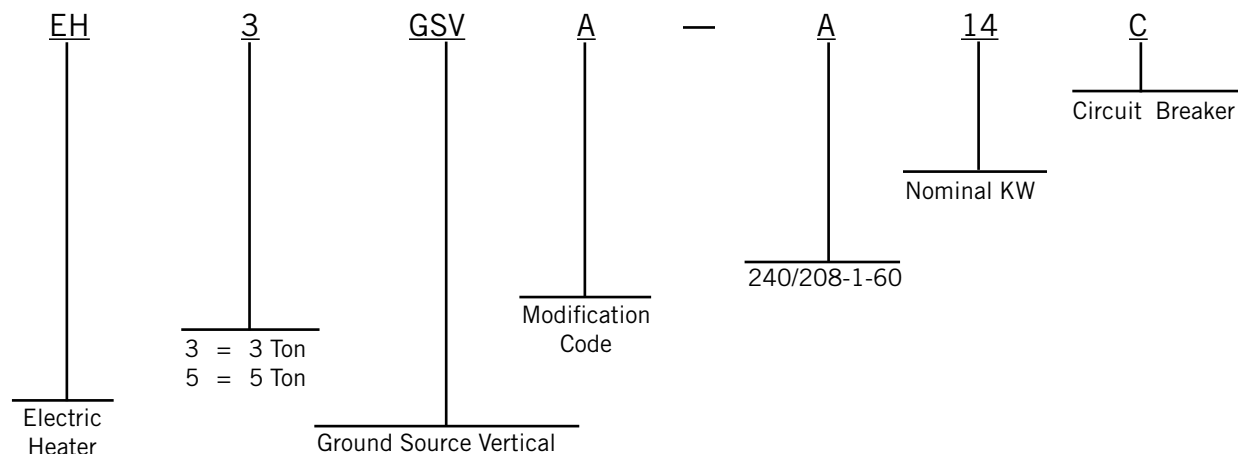 EH 3 GSV A — A 14 C
Circuit Breaker
Nominal KW
240/208-1-60
Modification
Code
3 = 3 Ton
5 = 5 Ton
Electric
Heater
Ground Source Vertical